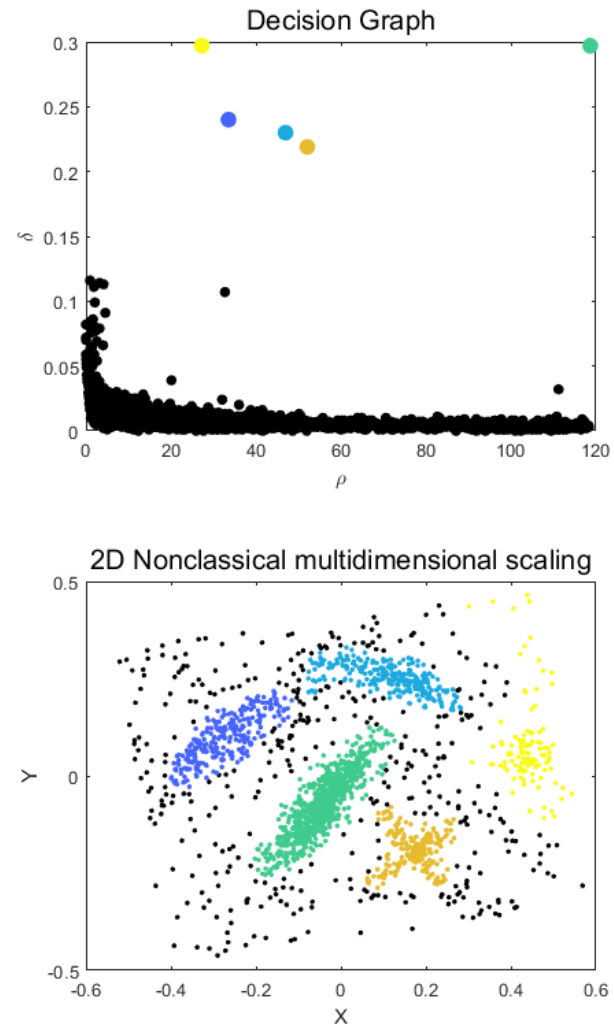 Decision Graph
0.3
0.25
0.2
0.15
0.1
0.05
0
δ
0 20 40 60 80 100 120
ρ
2D Nonclassical multidimensional scaling
0.5
0
-0.5
Y
-0.6 -0.4 -0.2 0 0.2 0.4 0.6
X